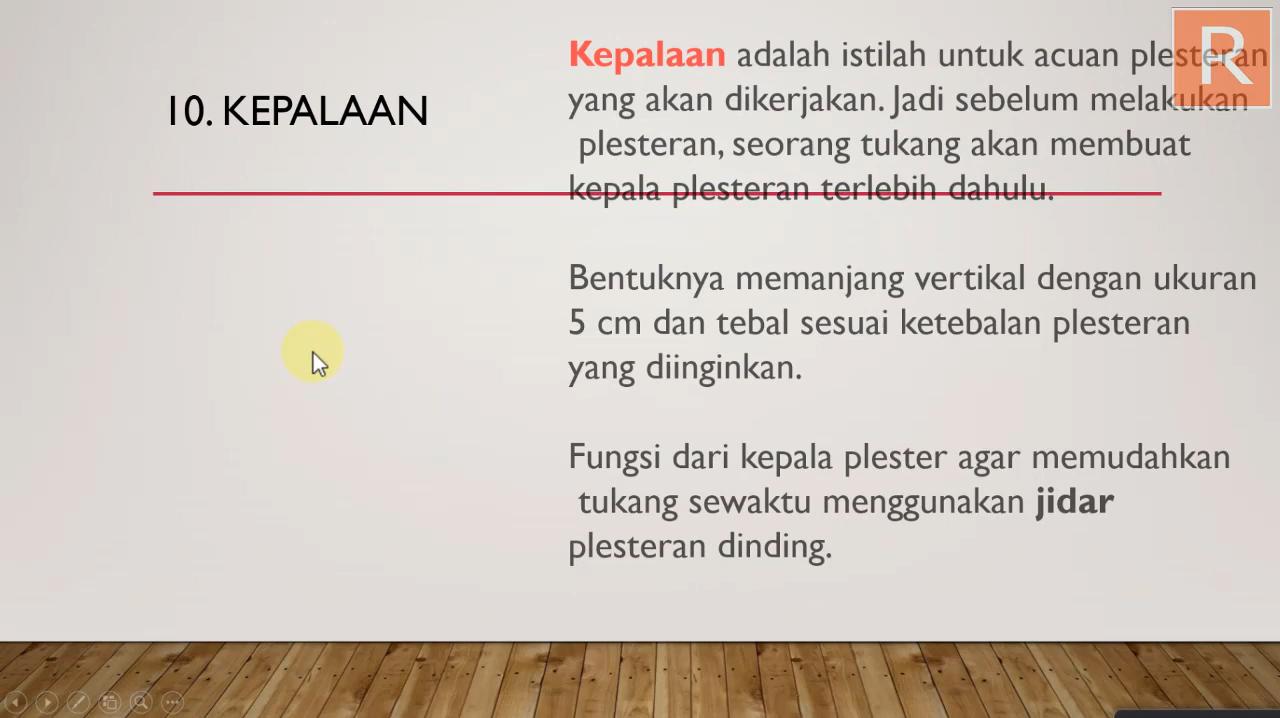 10. KEPALAAN
Kepalaan adalah istilah untuk acuan plesteran
yang akan dikerjakan. Jadi sebelum melakukan
plesteran, seorang tukang akan membuat
kepala plesteran terlebih dahulu.
Bentuknya memanjang vertikal dengan ukuran
5 cm dan tebal sesuai ketebalan plesteran
yang diinginkan.
Fungsi dari kepala plester agar memudahkan
tukang sewaktu menggunakan jidar
plesteran dinding.
R